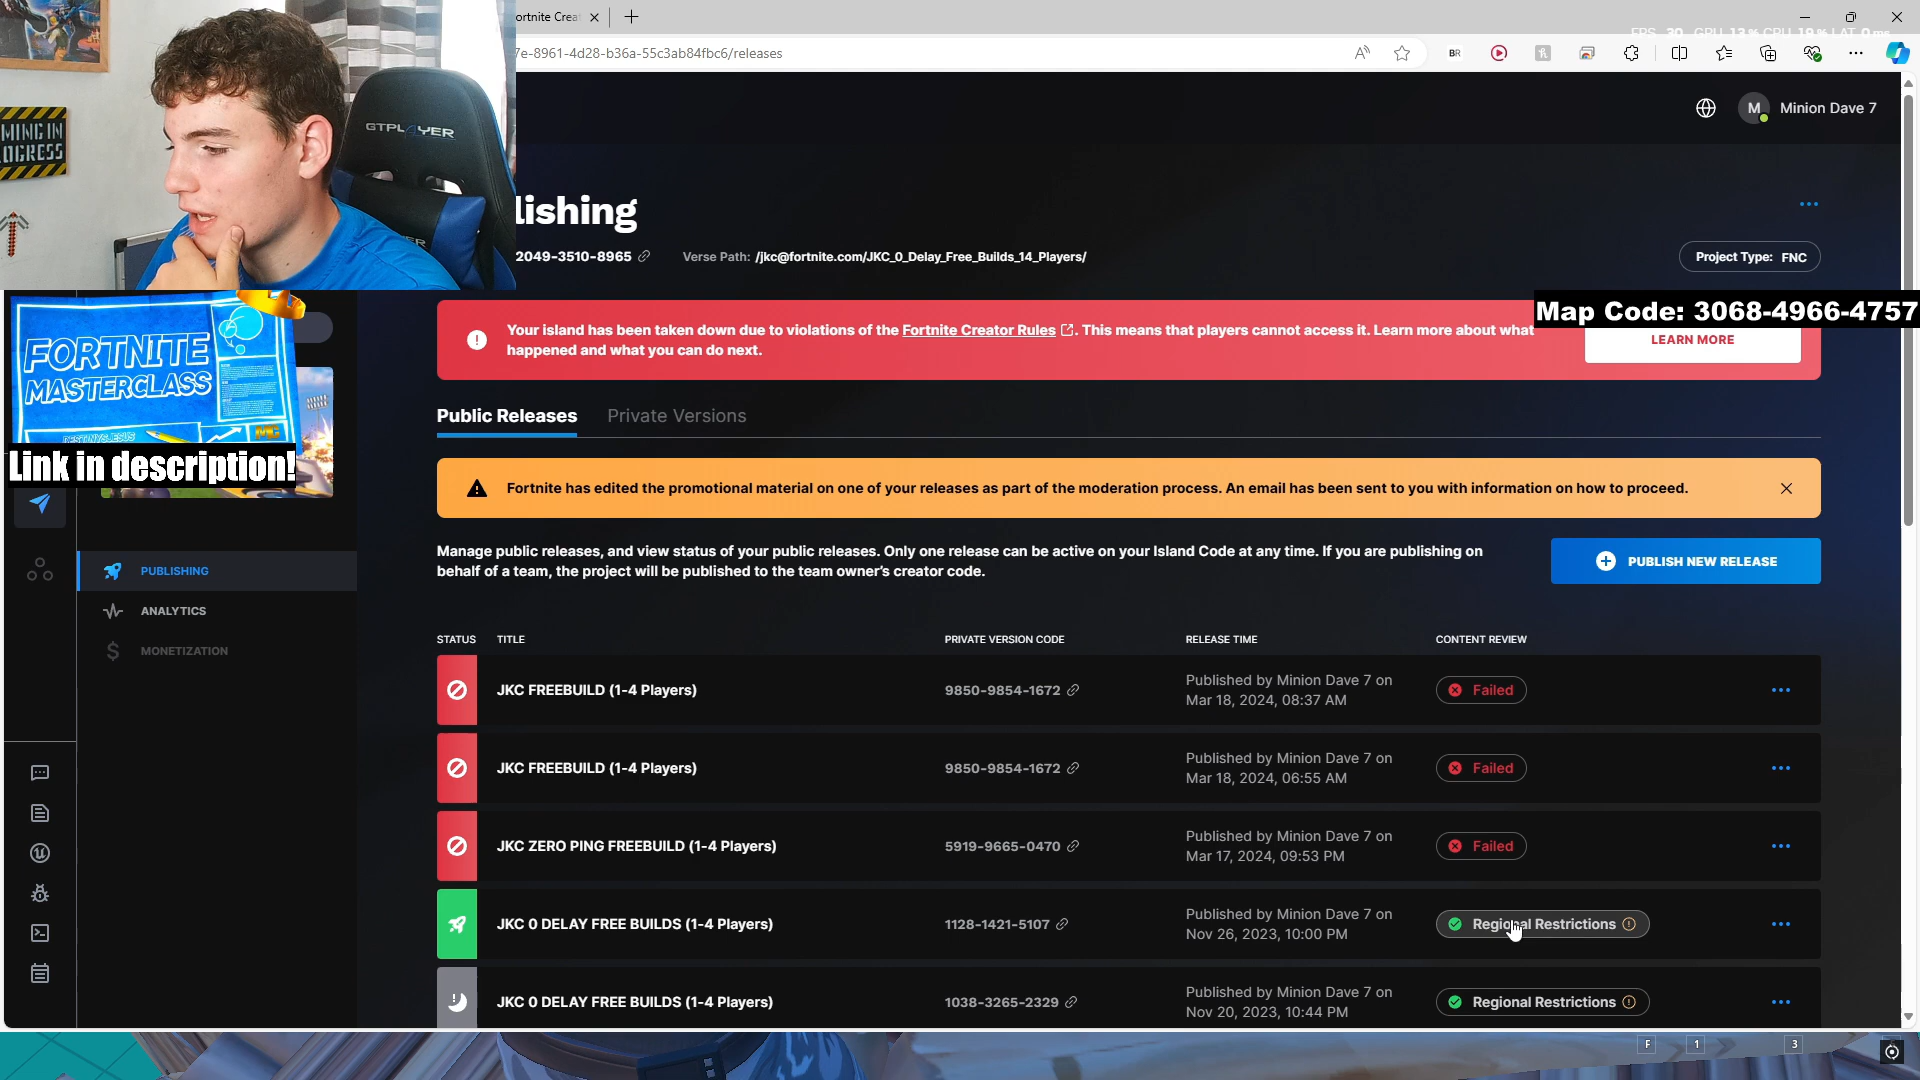 ortnite Crea
FPS 30 GPU 13% CPU 19% LAT 0 ms
7e-8961-4d28-b36a-55c3ab84fbc6/releases
BR
M Minion Dave 7
GTPLAYER
MING IN
OGRESS
lishing
2049-3510-8965
Verse Path: /jkc@fortnite.com/JKC_0_Delay_Free_Builds_14_Players/
Project Type: FNC
Map Code: 3068-4966-4757
Your island has been taken down due to violations of the Fortnite Creator Rules. This means that players cannot access it. Learn more about what
happened and what you can do next.
LEARN MORE
FORTNITE
MASTERCLASS
DESTINYSJESUS
Link in description!
Public Releases
Private Versions
Fortnite has edited the promotional material on one of your releases as part of the moderation process. An email has been sent to you with information on how to proceed.
Manage public releases, and view status of your public releases. Only one release can be active on your Island Code at any time. If you are publishing on
behalf of a team, the project will be published to the team owner's creator code.
PUBLISH NEW RELEASE
PUBLISHING
ANALYTICS
MONETIZATION
STATUS TITLE PRIVATE VERSION CODE RELEASE TIME CONTENT REVIEW
JKC FREEBUILD (1-4 Players)
9850-9854-1672
Published by Minion Dave 7 on
Mar 18, 2024, 08:37 AM
Failed
JKC FREEBUILD (1-4 Players)
9850-9854-1672
Published by Minion Dave 7 on
Mar 18, 2024, 06:55 AM
Failed
JKC ZERO PING FREEBUILD (1-4 Players)
5919-9665-0470
Published by Minion Dave 7 on
Mar 17, 2024, 09:53 PM
Failed
JKC 0 DELAY FREE BUILDS (1-4 Players)
1128-1421-5107
Published by Minion Dave 7 on
Nov 26, 2023, 10:00 PM
Regional Restrictions
JKC 0 DELAY FREE BUILDS (1-4 Players)
1038-3265-2329
Published by Minion Dave 7 on
Nov 20, 2023, 10:44 PM
Regional Restrictions
F 1 3